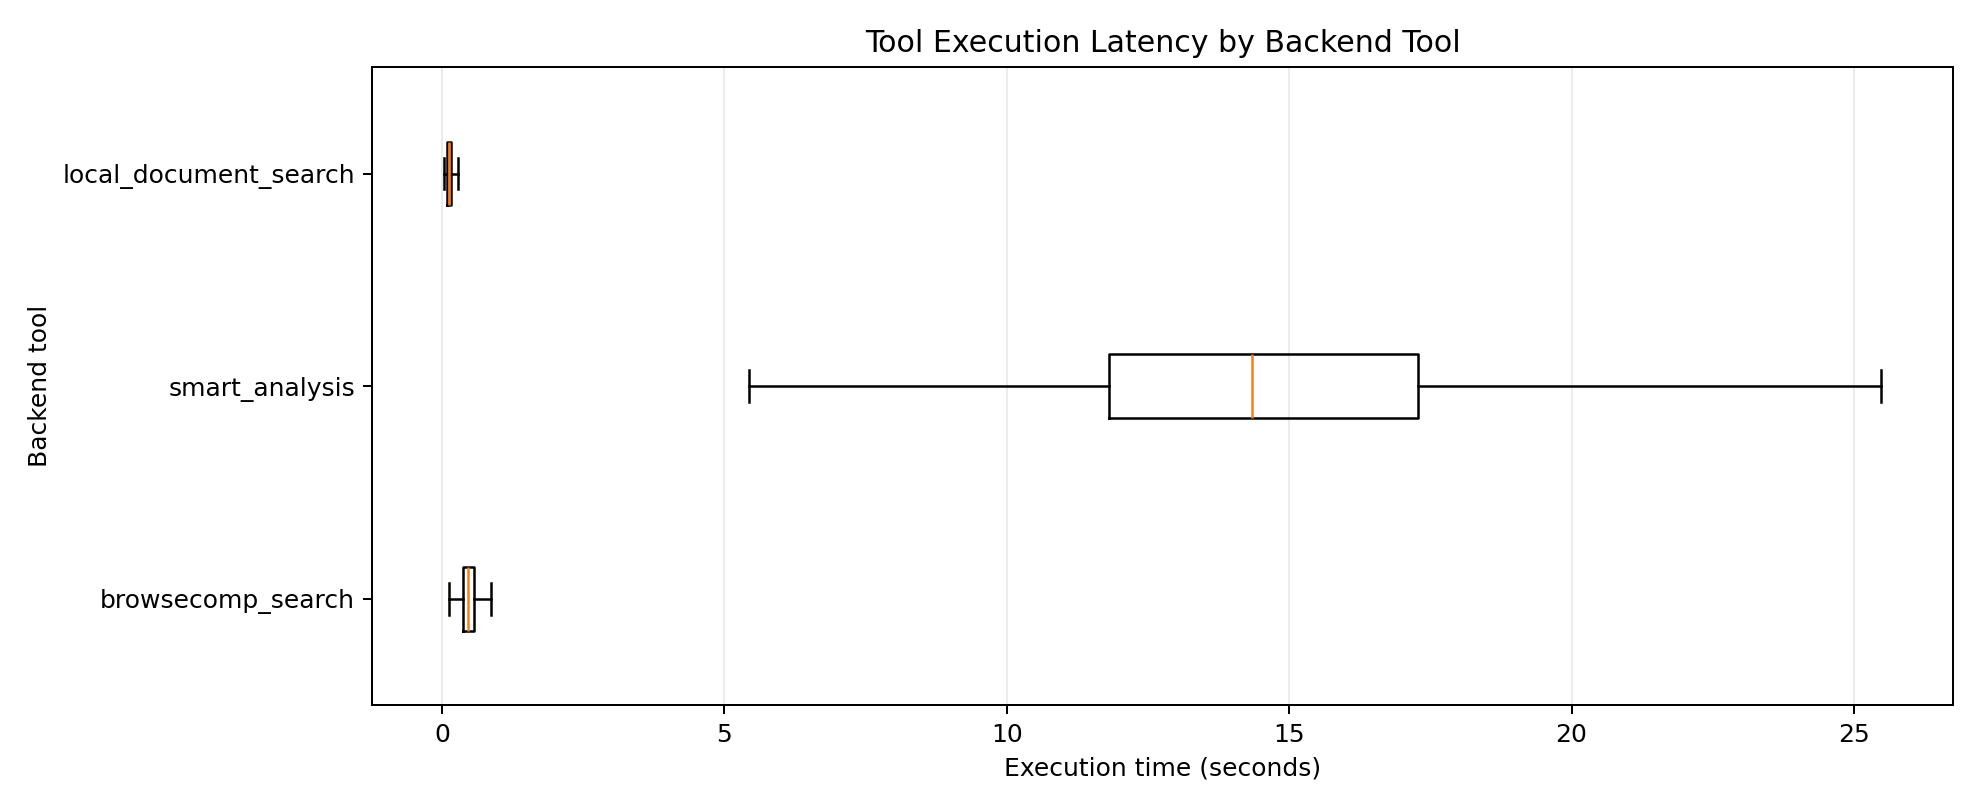 Tool Execution Latency by Backend Tool
Backend tool
local_document_search
smart_analysis
browsecomp_search
0 5 10 15 20 25
Execution time (seconds)